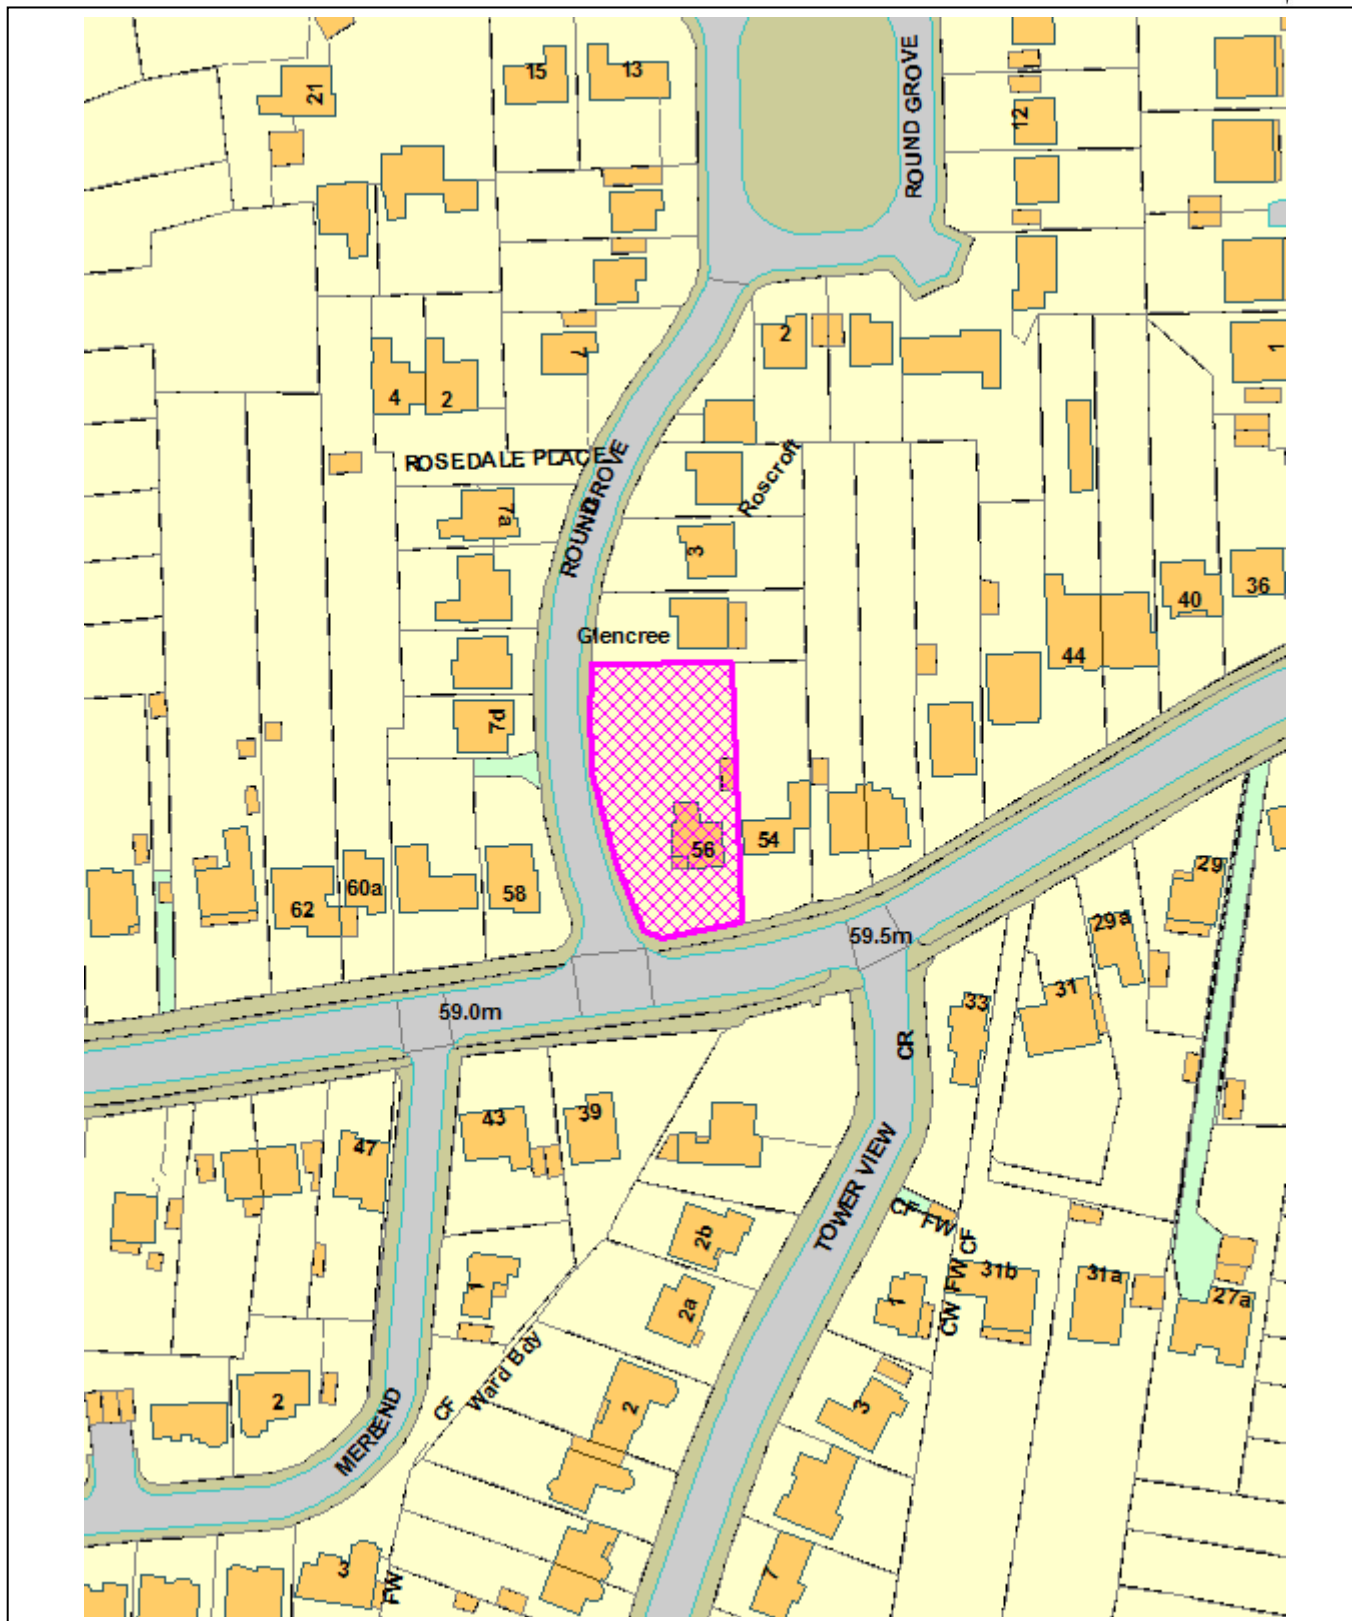 ROUND GROVE
15
13
21
12
2
7
1
4
2
ROSEDALE PLACE
ROUND GROVE
Roscroft
7a
3
40
36
Glencree
44
7d
56
54
58
60a
62
29
29a
59.5m
31
33
59.0m
CR
43
39
47
TOWER VIEW
CF
FW
2b
CF
FW
CW
31b
31a
27a
1
2a
1
Ward Bdy
CF
2
2
3
MERE END
3
FW
7